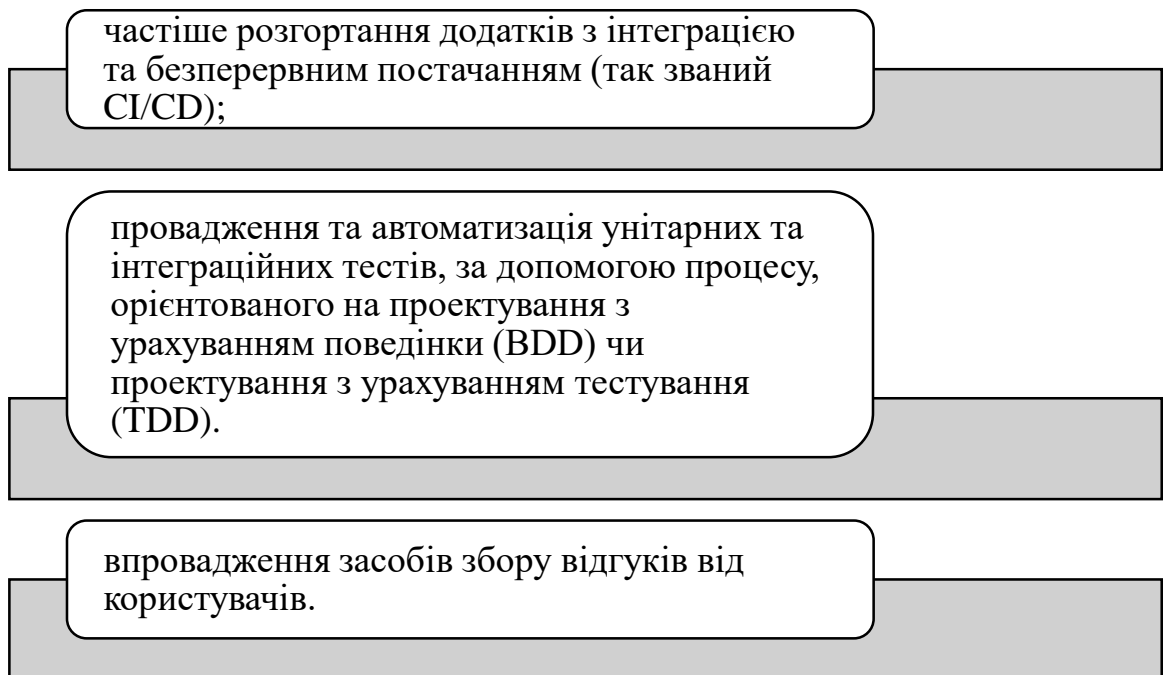 частіше розгортання додатків з інтеграцією
та безперервним постачанням (так званий
CI/CD);
провадження та автоматизація унітарних та
інтеграційних тестів, за допомогою процесу,
орієнтованого на проектування з
урахуванням поведінки (BDD) чи
проектування з урахуванням тестування
(TDD).
впровадження засобів збору відгуків від
користувачів.